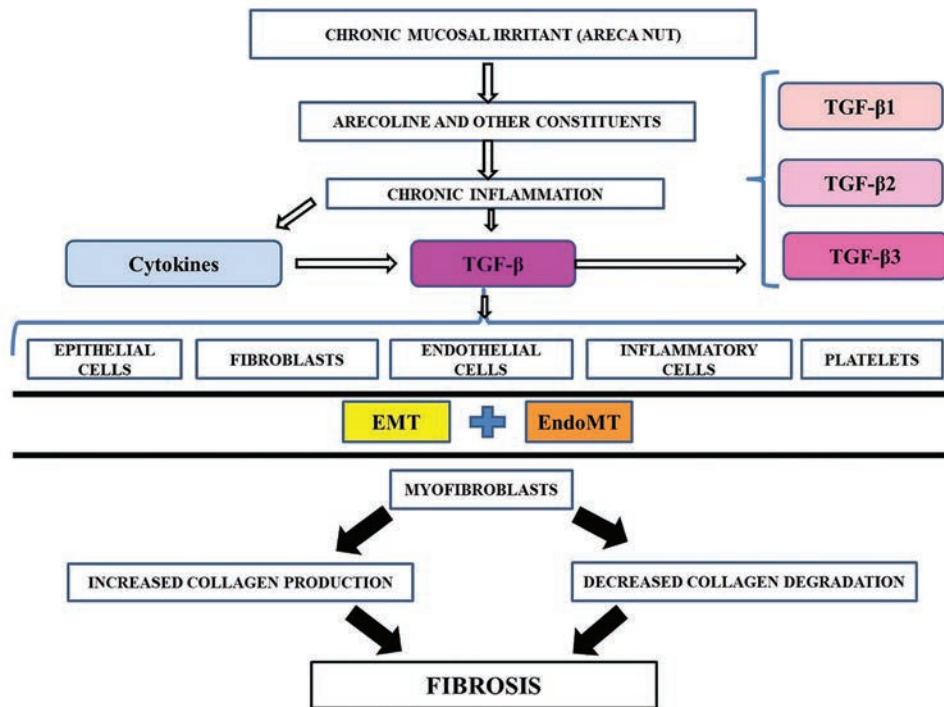 CHRONIC MUCOSAL IRRITANT (ARECA NUT)
ARECOLINE AND OTHER CONSTITUENTS
CHRONIC INFLAMMATION
TGF-β1
TGF-β2
TGF-β3
Cytokines
TGF-β
EPITHELIAL
CELLS
FIBROBLASTS
ENDOTHELIAL
CELLS
INFLAMMATORY
CELLS
PLATELETS
EMT
EndoMT
MYOFIBROBLASTS
INCREASED COLLAGEN PRODUCTION
DECREASED COLLAGEN DEGRADATION
FIBROSIS